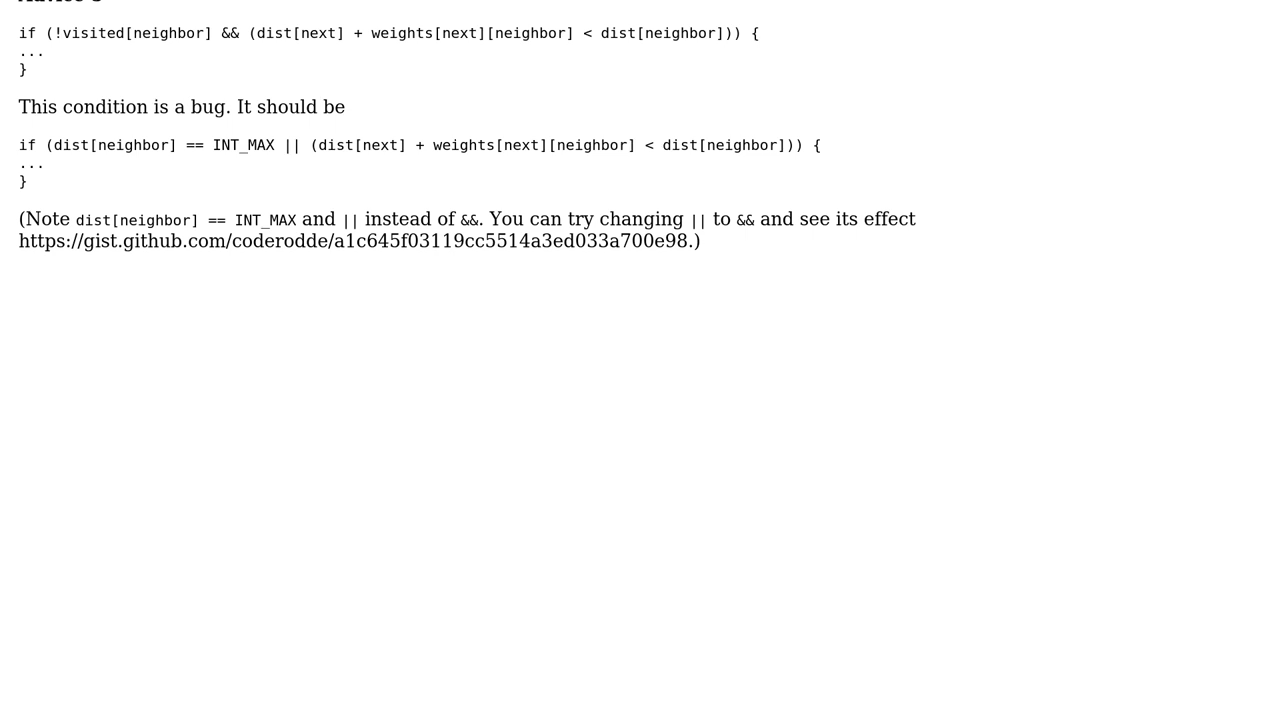 if (!visited[neighbor] && (dist[next] + weights[next][neighbor] < dist[neighbor])) {
...
}
This condition is a bug. It should be
if (dist[neighbor] == INT_MAX || (dist[next] + weights[next][neighbor] < dist[neighbor])) {
...
}
(Note dist[neighbor] == INT_MAX and || instead of &&. You can try changing || to && and see its effect
https://gist.github.com/coderodde/a1c645f03119cc5514a3ed033a700e98.)